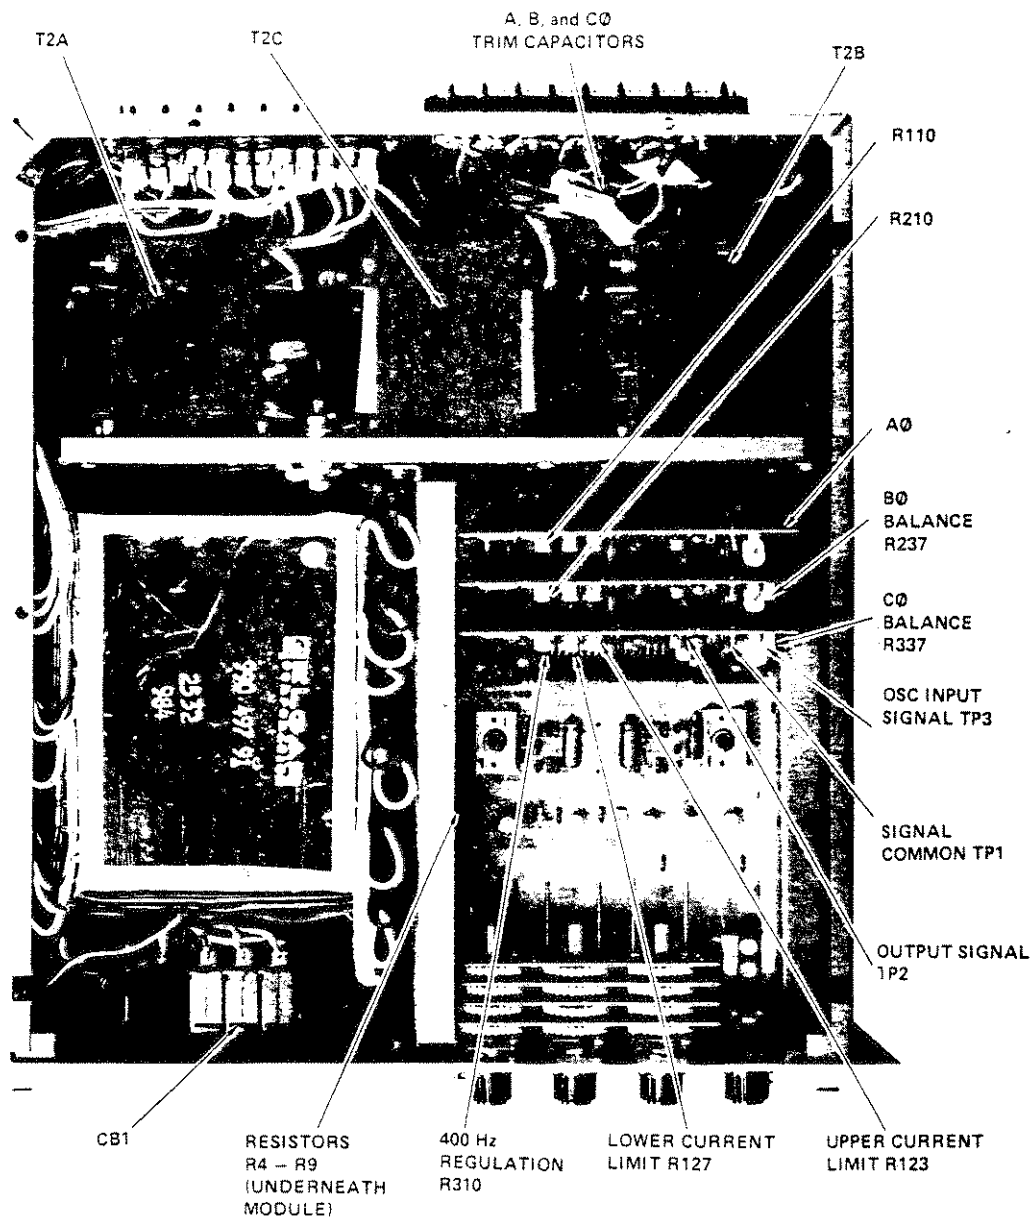 A, B, and CØ
TRIM CAPACITORS
T2A
T2C
T2B
R110
R210
AØ
BØ
BALANCE
R237
CØ
BALANCE
R337
OSC INPUT
SIGNAL TP3
SIGNAL
COMMON TP1
OUTPUT SIGNAL
TP2
CB1
RESISTORS
R4 – R9
(UNDERNEATH
MODULE)
400 Hz
REGULATION
R310
LOWER CURRENT
LIMIT R127
UPPER CURRENT
LIMIT R123